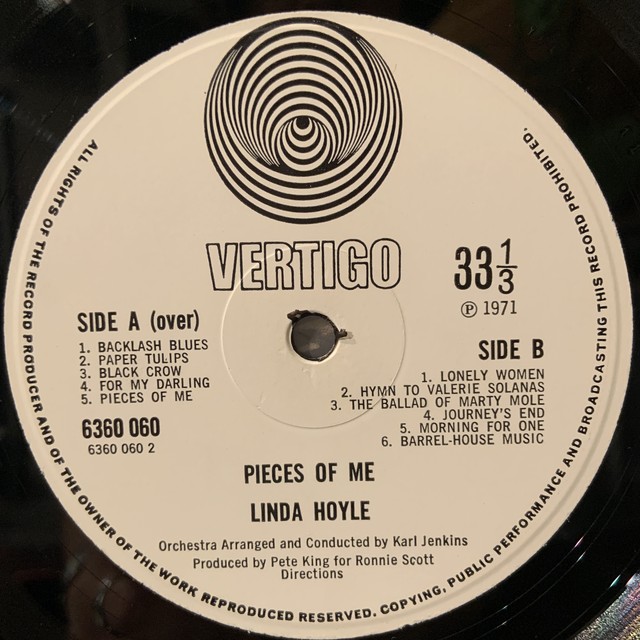 VERTIGO
33 1/3
℗ 1971
SIDE A (over)
1. BACKLASH BLUES
2. PAPER TULIPS
3. BLACK CROW
4. FOR MY DARLING
5. PIECES OF ME
6360 060
6360 060 2
SIDE B
1. LONELY WOMEN
2. HYMN TO VALERIE SOLANAS
3. THE BALLAD OF MARTY MOLE
4. JOURNEY'S END
5. MORNING FOR ONE
6. BARREL-HOUSE MUSIC
PIECES OF ME
LINDA HOYLE
Orchestra Arranged and Conducted by Karl Jenkins
Produced by Pete King for Ronnie Scott
Directions
ALL RIGHTS OF THE RECORD PRODUCER AND OF THE OWNER OF THE WORK REPRODUCED RESERVED. COPYING, PUBLIC PERFORMANCE AND BROADCASTING THIS RECORD PROHIBITED.